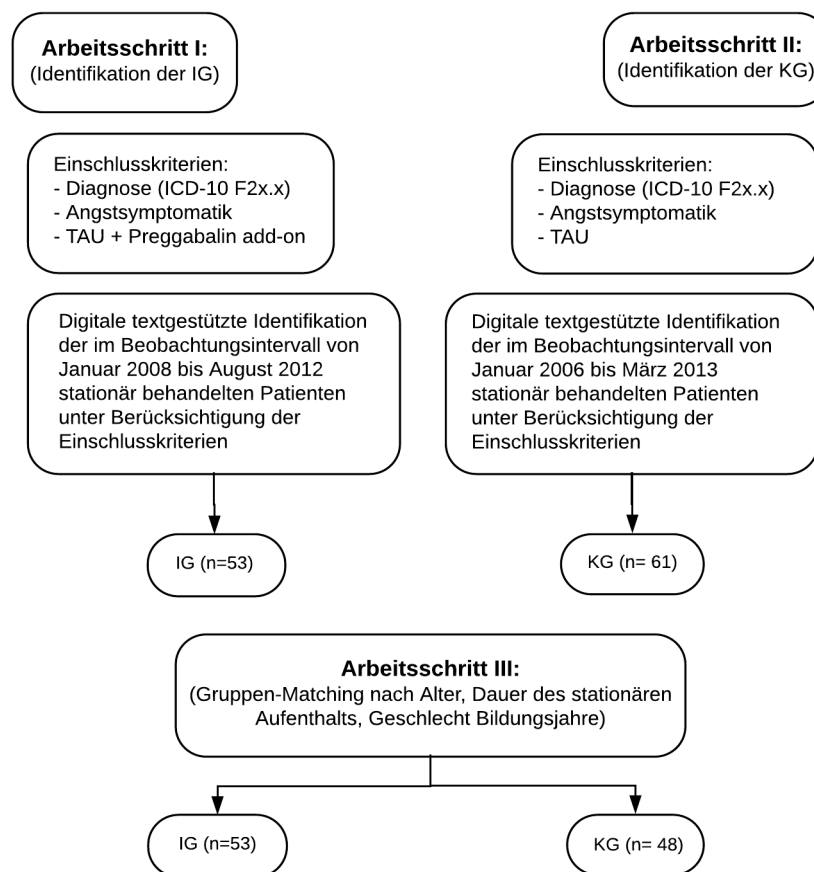 Arbeitsschritt I:
(Identifikation der IG)
Arbeitsschritt II:
(Identifikation der KG)
Einschlusskriterien:
- Diagnose (ICD-10 F2x.x)
- Angstsymptomatik
- TAU + Preggabalin add-on
Einschlusskriterien:
- Diagnose (ICD-10 F2x.x)
- Angstsymptomatik
- TAU
Digitale textgestützte Identifikation
der im Beobachtungsintervall von
Januar 2008 bis August 2012
stationär behandelten Patienten
unter Berücksichtigung der
Einschlusskriterien
Digitale textgestützte Identifikation
der im Beobachtungsintervall von
Januar 2006 bis März 2013
stationär behandelten Patienten
unter Berücksichtigung der
Einschlusskriterien
IG (n=53)
KG (n= 61)
Arbeitsschritt III:
(Gruppen-Matching nach Alter, Dauer des stationären
Aufenthalts, Geschlecht Bildungsjahre)
IG (n=53)
KG (n= 48)